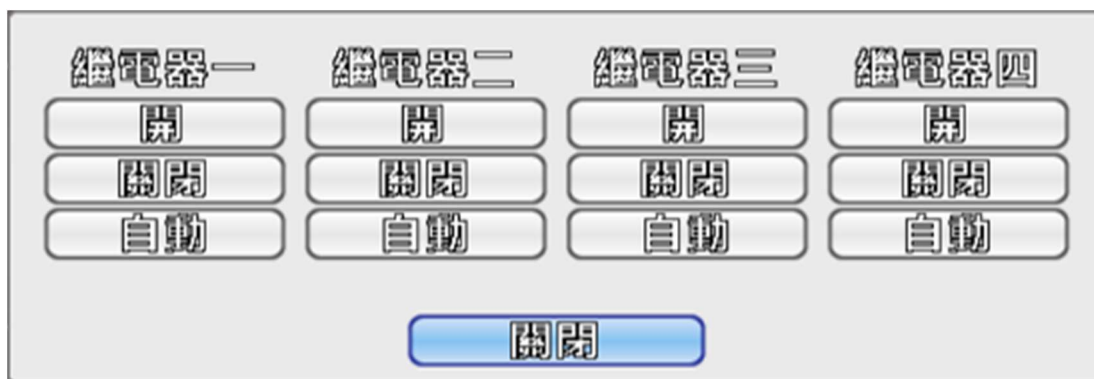 繼電器一 繼電器二 繼電器三 繼電器四
開 開 開 開
關閉 關閉 關閉 關閉
自動 自動 自動 自動
關閉